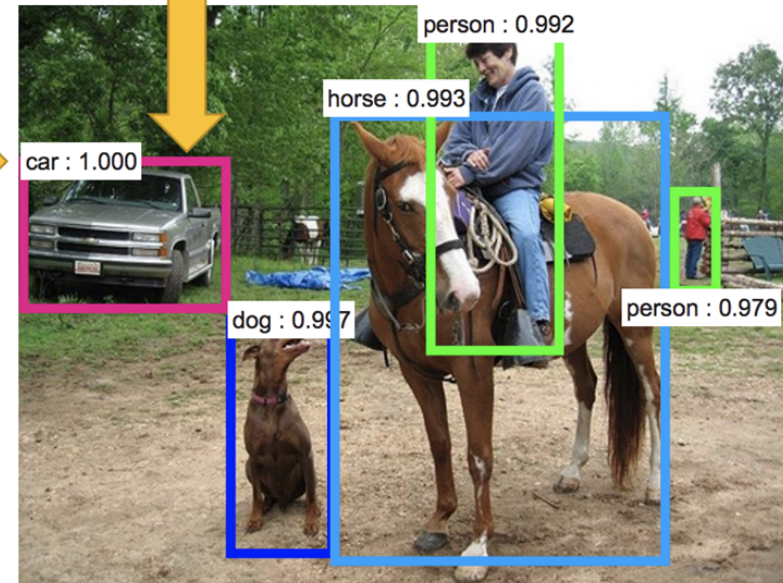 person : 0.992
horse : 0.993
car : 1.000
dog : 0.997
person : 0.979